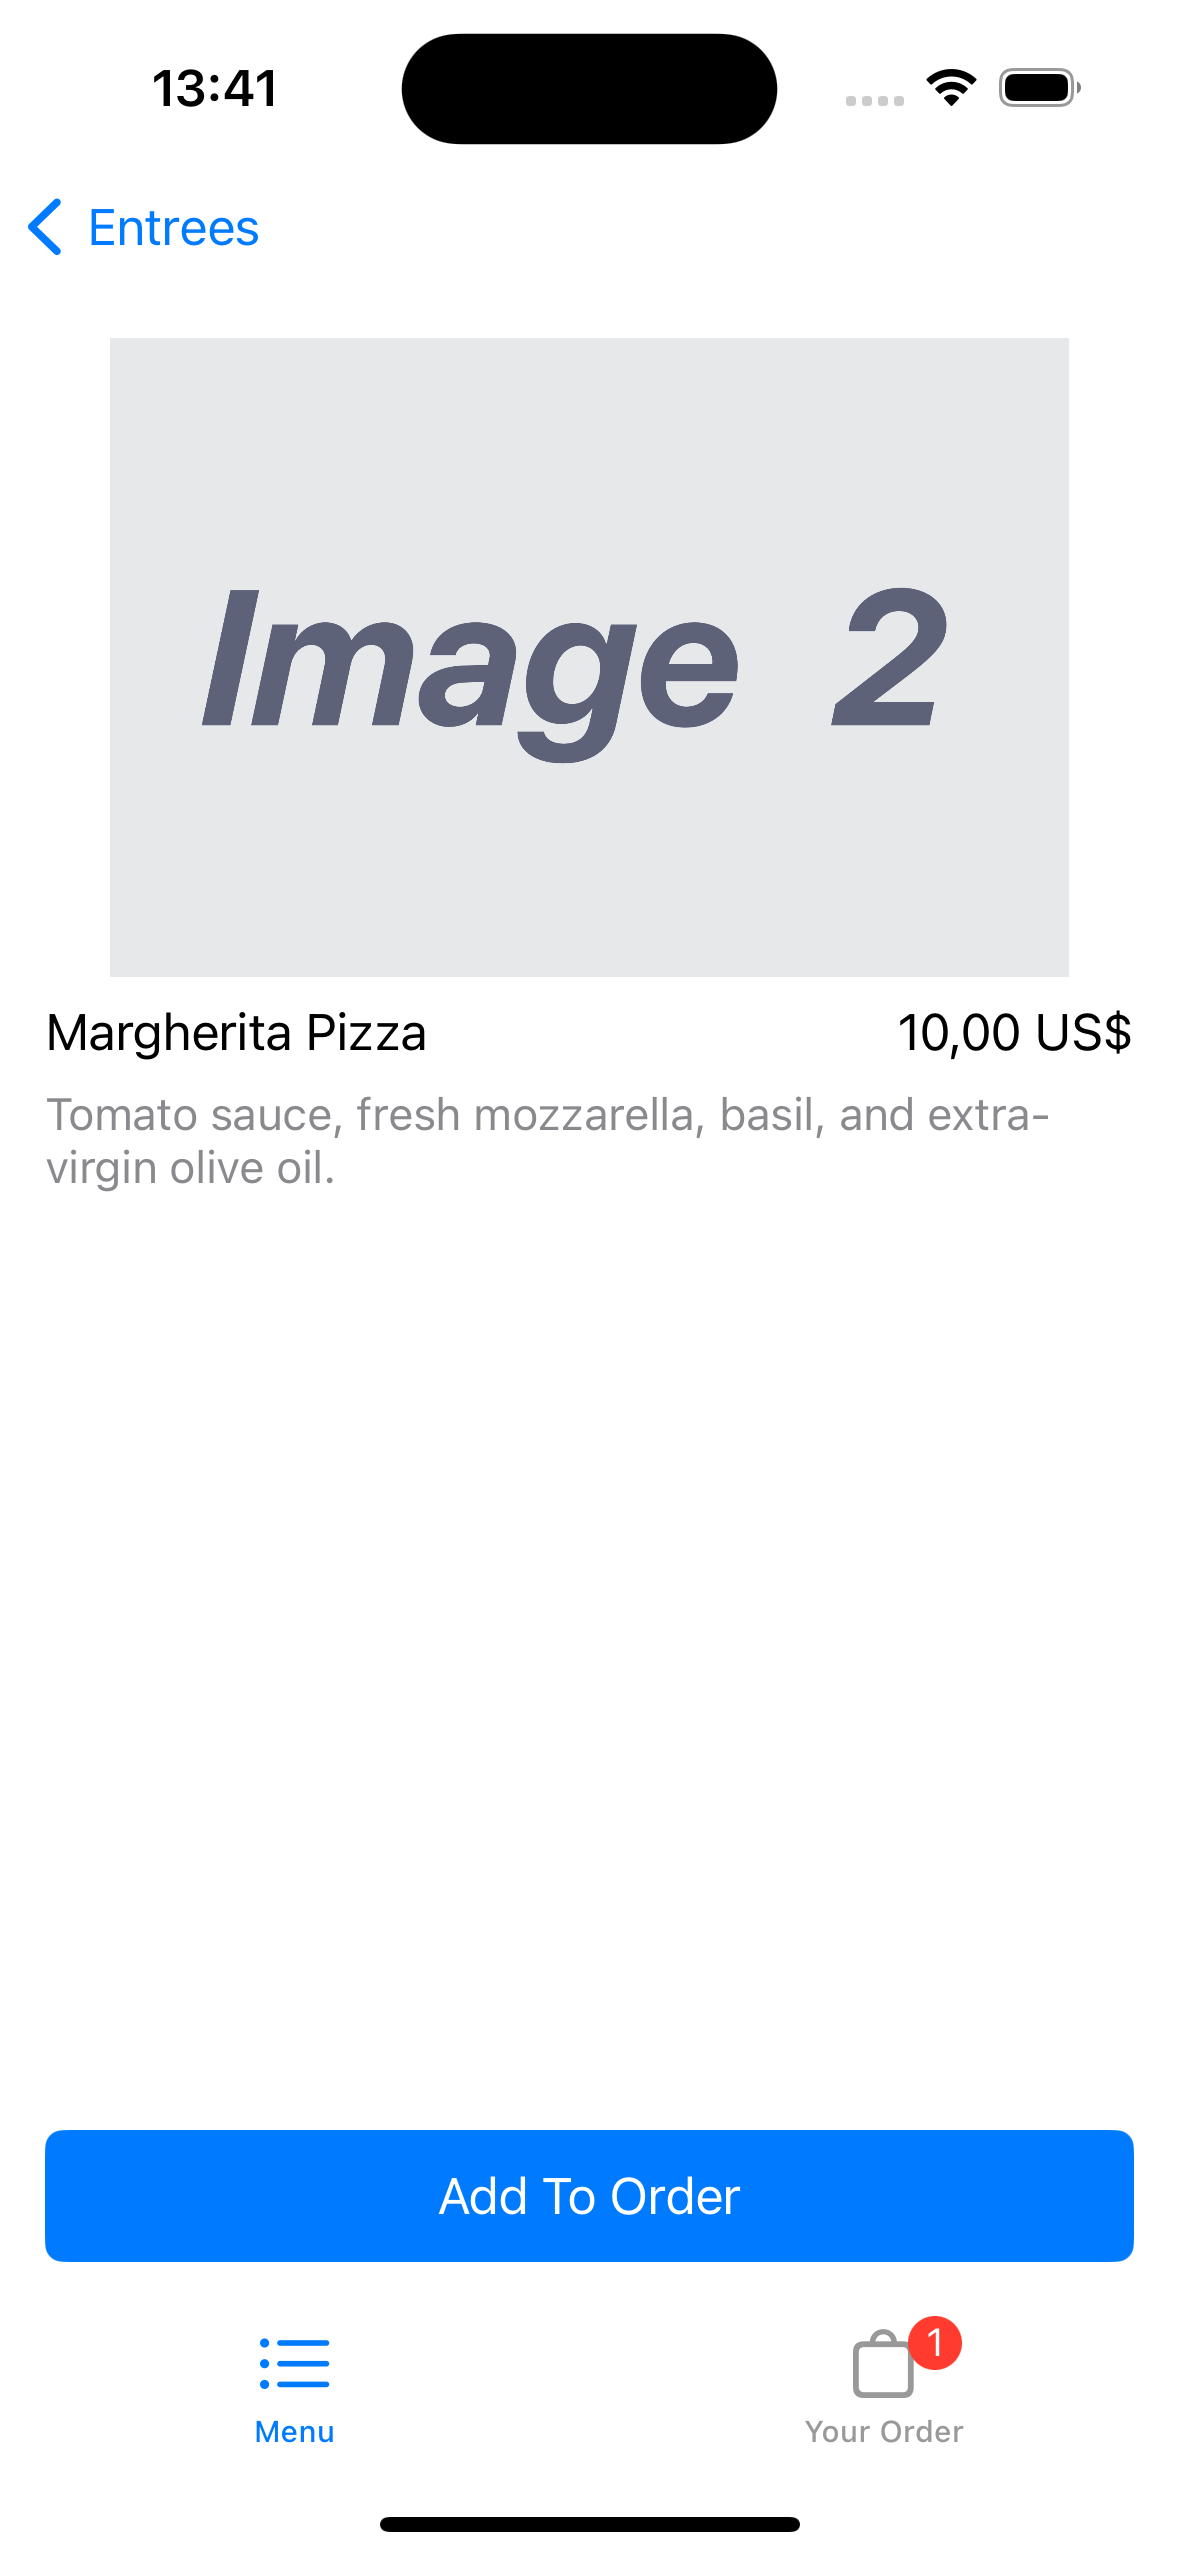 13:41
Entrees
Image 2
Margherita Pizza 10,00 US$
Tomato sauce, fresh mozzarella, basil, and extra-
virgin olive oil.
Add To Order
1
Menu Your Order